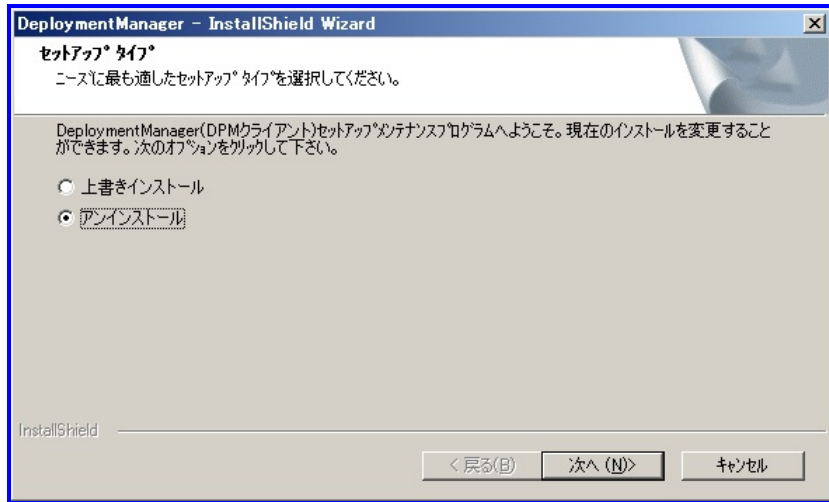 DeploymentManager - InstallShield Wizard
セットアップ タイプ
ニーズに最も適したセットアップ タイプを選択してください。
DeploymentManager(DPMクライアント)セットアップメンテナンスプログラムへようこそ。現在のインストールを変更すること
ができます。次のオプションをクリックして下さい。
上書きインストール
アンインストール
InstallShield
< 戻る(B)
次へ (N)>
キャンセル